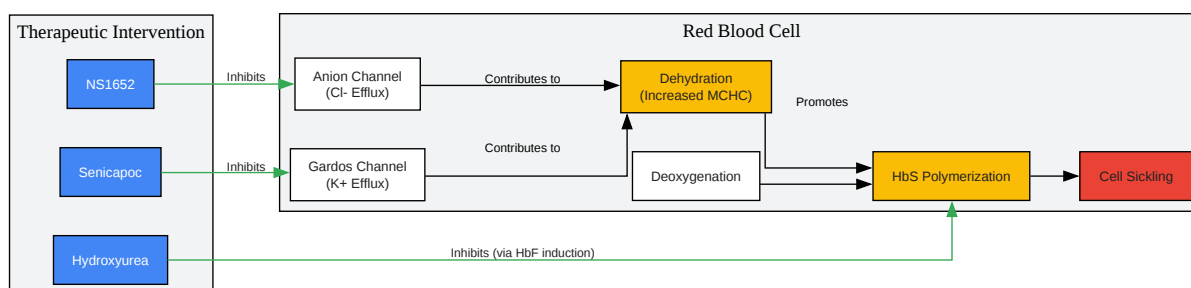 Therapeutic Intervention
Red Blood Cell
NS1652
Inhibits
Anion Channel
(Cl- Efflux)
Contributes to
Dehydration
(Increased MCHC)
Promotes
Senicapoc
Inhibits
Gardos Channel
(K+ Efflux)
Contributes to
Deoxygenation
HbS Polymerization
Cell Sickling
Hydroxyurea
Inhibits (via HbF induction)